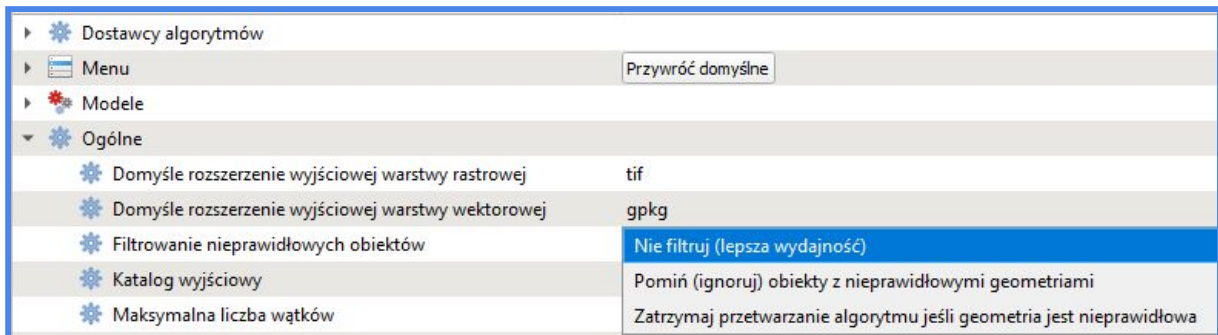 Dostawcy algorytmów
Menu Przywróć domyślne
Modele
Ogólne
Domyśle rozszerzenie wyjściowej warstwy rastrowej tif
Domyśle rozszerzenie wyjściowej warstwy wektorowej gpkg
Filtrowanie nieprawidłowych obiektów Nie filtruj (lepsza wydajność)
Katalog wyjściowy Pomiń (ignoruj) obiekty z nieprawidłowymi geometriami
Maksymalna liczba wątków Zatrzymaj przetwarzanie algorytmu jeśli geometria jest nieprawidłowa